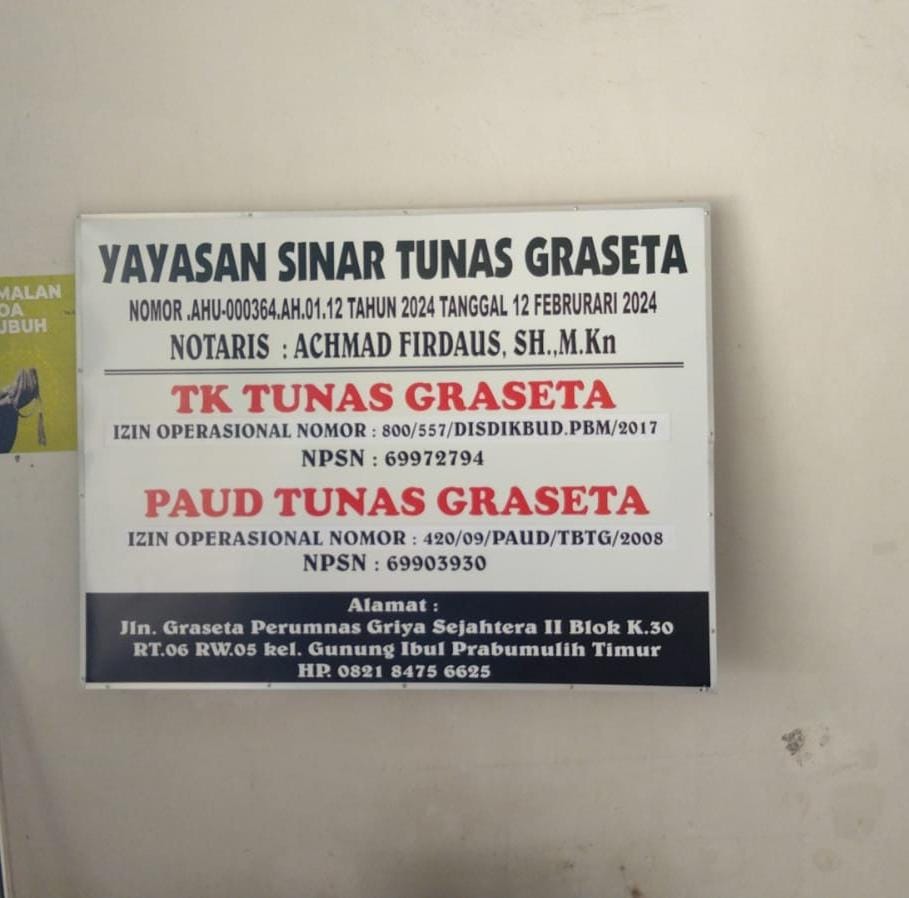 YAYASAN SINAR TUNAS GRASETA
NOMOR .AHU-000364.AH.01.12 TAHUN 2024 TANGGAL 12 FEBRURARI 2024
NOTARIS : ACHMAD FIRDAUS, SH.,M.Kn
TK TUNAS GRASETA
IZIN OPERASIONAL NOMOR : 800/557/DISDIKBUD.PBM/2017
NPSN : 69972794
PAUD TUNAS GRASETA
IZIN OPERASIONAL NOMOR : 420/09/PAUD/TBTG/2008
NPSN : 69903930
Alamat :
Jln. Graseta Perumnas Griya Sejahtera II Blok K.30
RT.06 RW.05 kel. Gunung Ibul Prabumulih Timur
HP. 0821 8475 6625
MALAN
OA
UBUH